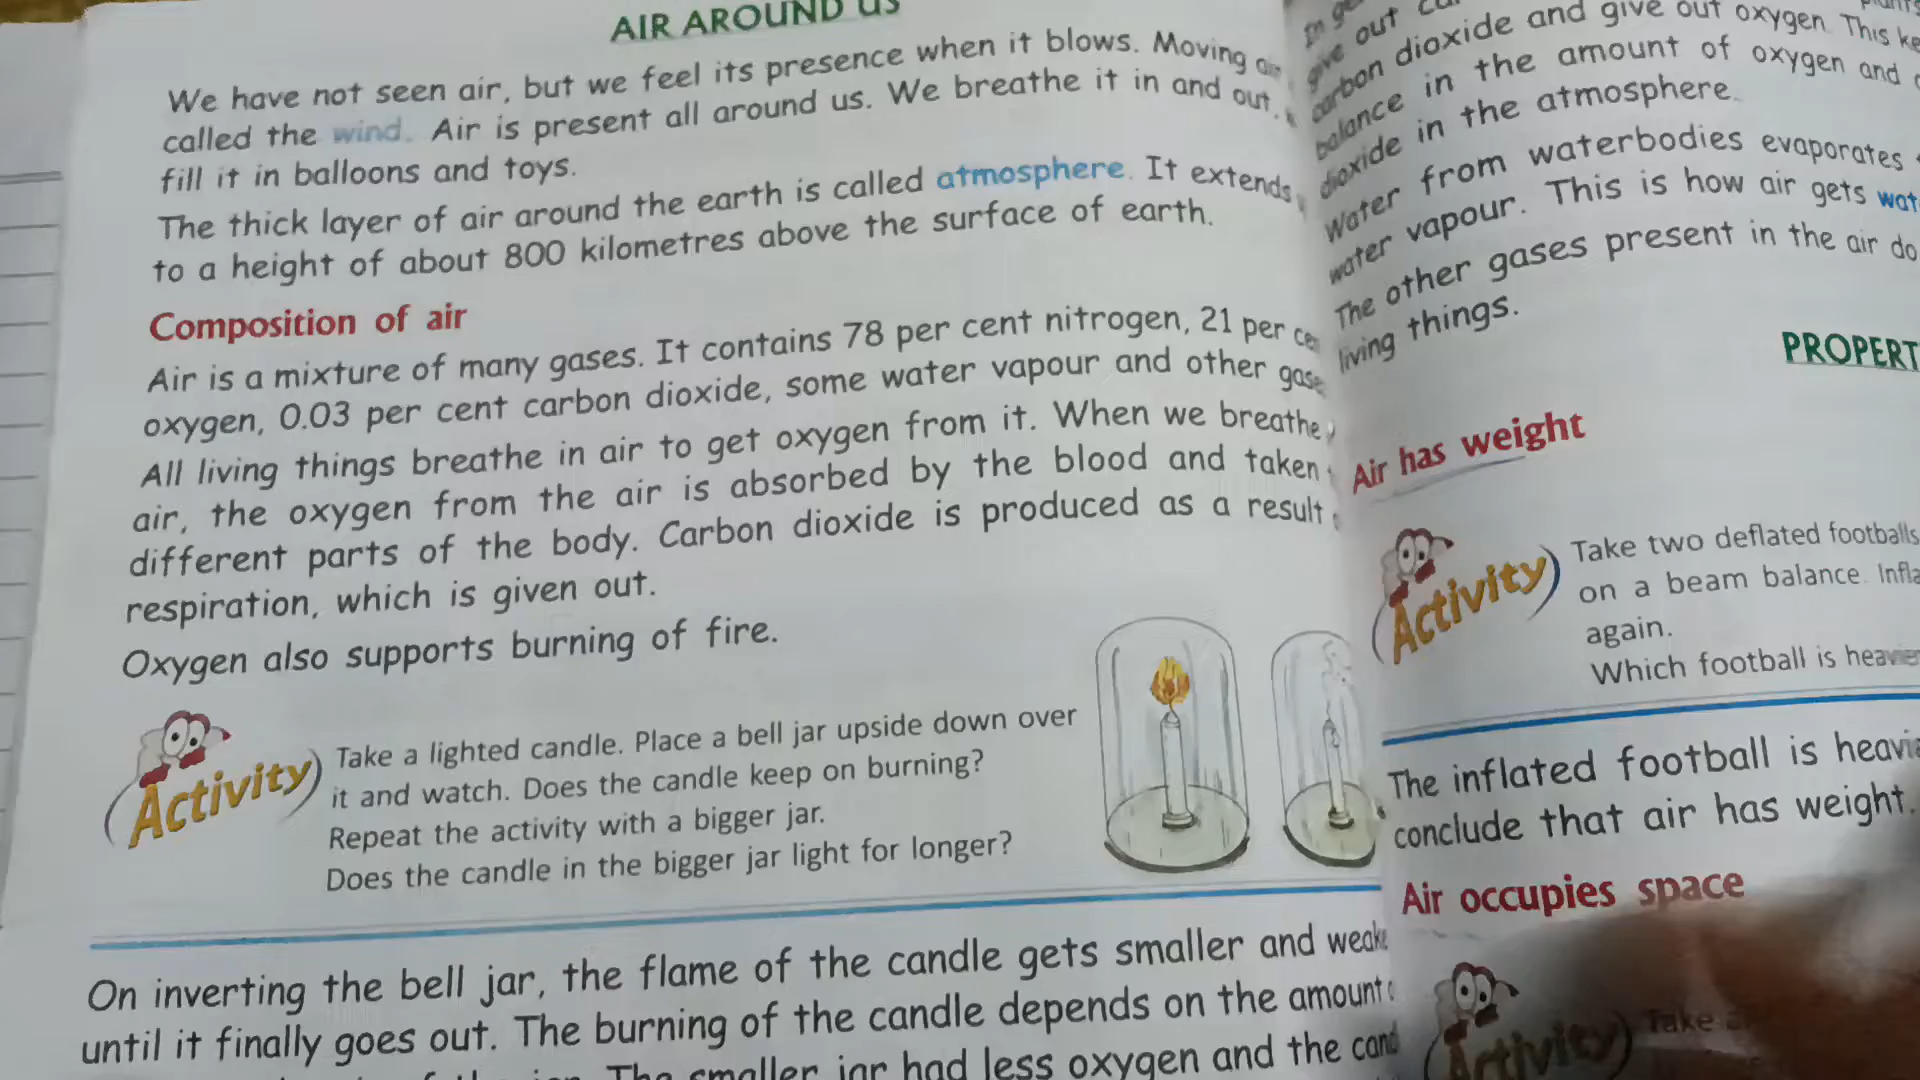 AIR AROUND US
We have not seen air, but we feel its presence when it blows. Moving air
called the wind. Air is present all around us. We breathe it in and out.
fill it in balloons and toys.
The thick layer of air around the earth is called atmosphere. It extends
to a height of about 800 kilometres above the surface of earth.
Composition of air
Air is a mixture of many gases. It contains 78 per cent nitrogen, 21 per
oxygen, 0.03 per cent carbon dioxide, some water vapour and other
All living things breathe in air to get oxygen from it. When we breathe
air, the oxygen from the air is absorbed by the blood and taken
different parts of the body. Carbon dioxide is produced as a result
respiration, which is given out.
Oxygen also supports burning of fire.
Activity
Take a lighted candle. Place a bell jar upside down over
it and watch. Does the candle keep on burning?
Repeat the activity with a bigger jar.
Does the candle in the bigger jar light for longer?
On inverting the bell jar, the flame of the candle gets smaller and
until it finally goes out. The burning of the candle depends on the amount
The smaller jar had less oxygen and the
give out
carbon dioxide and give out oxygen. This
balance in the amount of oxygen and
dioxide in the atmosphere.
Water from waterbodies evaporates
water vapour. This is how air gets
The other gases present in the air do
living things.
PROPERT
Air has weight
Activity
Take two deflated footballs
on a beam balance. Infla
again.
Which football is heavier
The inflated football is
conclude that air has weight.
Air occupies space
Activity
Take